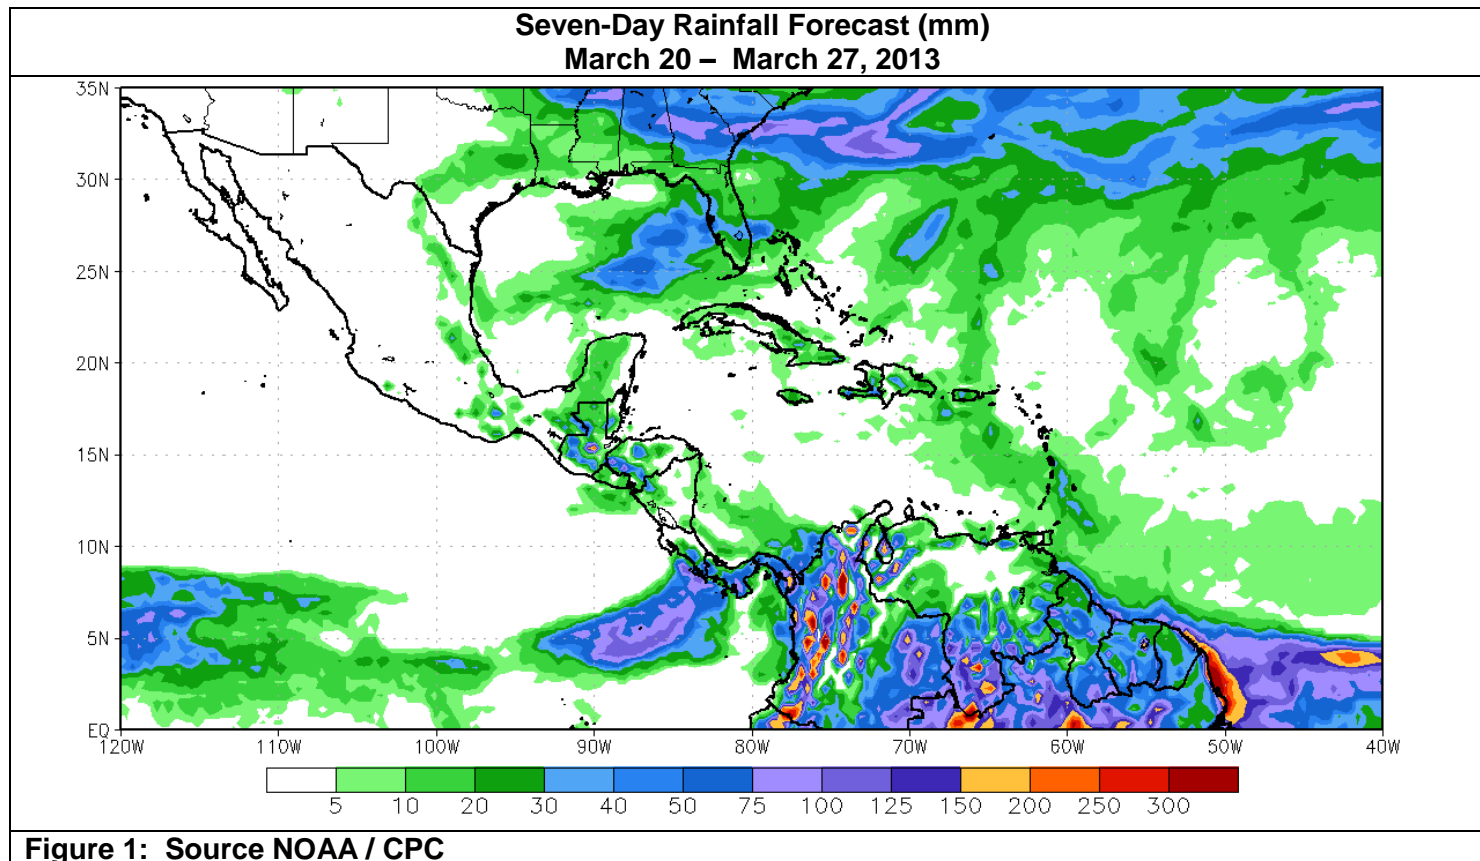 Seven-Day Rainfall Forecast (mm)
March 20 – March 27, 2013
35N
30N
25N
20N
15N
10N
5N
EQ
120W 110W 100W 90W 80W 70W 60W 50W 40W
5 10 20 30 40 50 75 100 125 150 200 250 300
Figure 1: Source NOAA / CPC